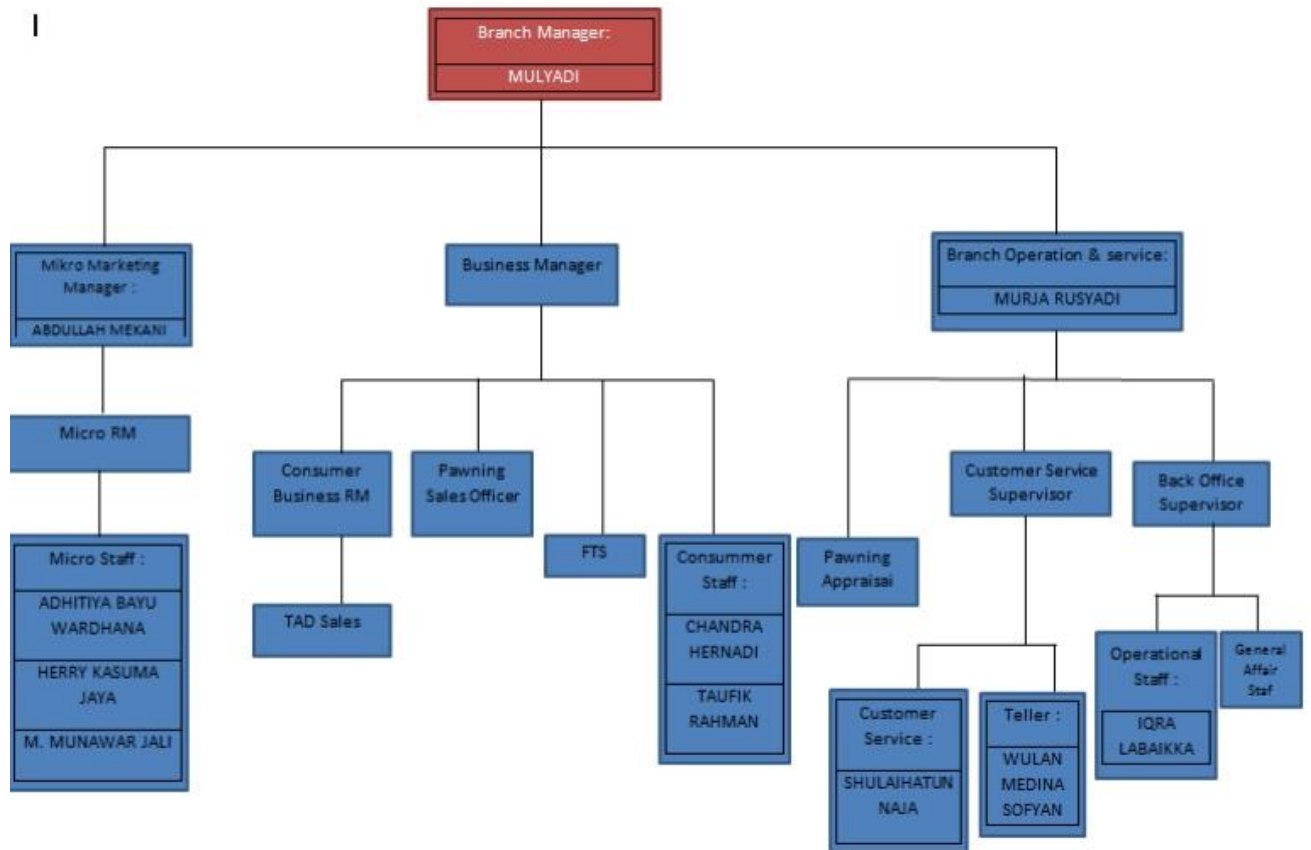 I
Branch Manager:
MULYADI
Mikro Marketing
Manager :
ABDULLAH MEKANI
Business Manager
Branch Operation & service:
MURJA RUSYADI
Micro RM
Consumer
Business RM
Pawning
Sales Officer
Customer Service
Supervisor
Back Office
Supervisor
FTS
Consummer
Staff :
CHANDRA
HERNADI
TAUFIK
RAHMAN
Pawning
Appraisai
Micro Staff :
ADHITIYA BAYU
WARDHANA
HERRY KASUMA
JAYA
M. MUNAWAR JALI
TAD Sales
Customer
Service :
SHULAIHATUN
NAJA
Teller :
WULAN
MEDINA
SOFYAN
Operational
Staff :
IQRA
LABAIKKA
General
Affair
Staf